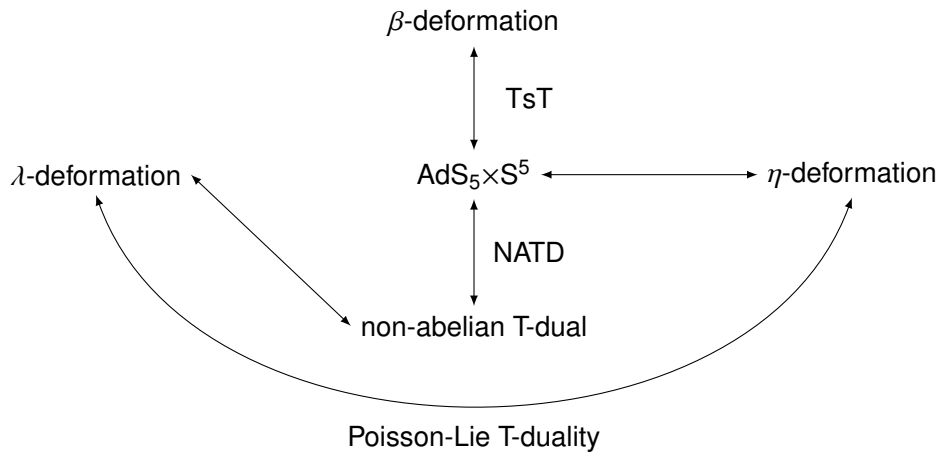 β-deformation
TsT
λ-deformation
AdS₅×S⁵
η-deformation
NATD
non-abelian T-dual
Poisson-Lie T-duality